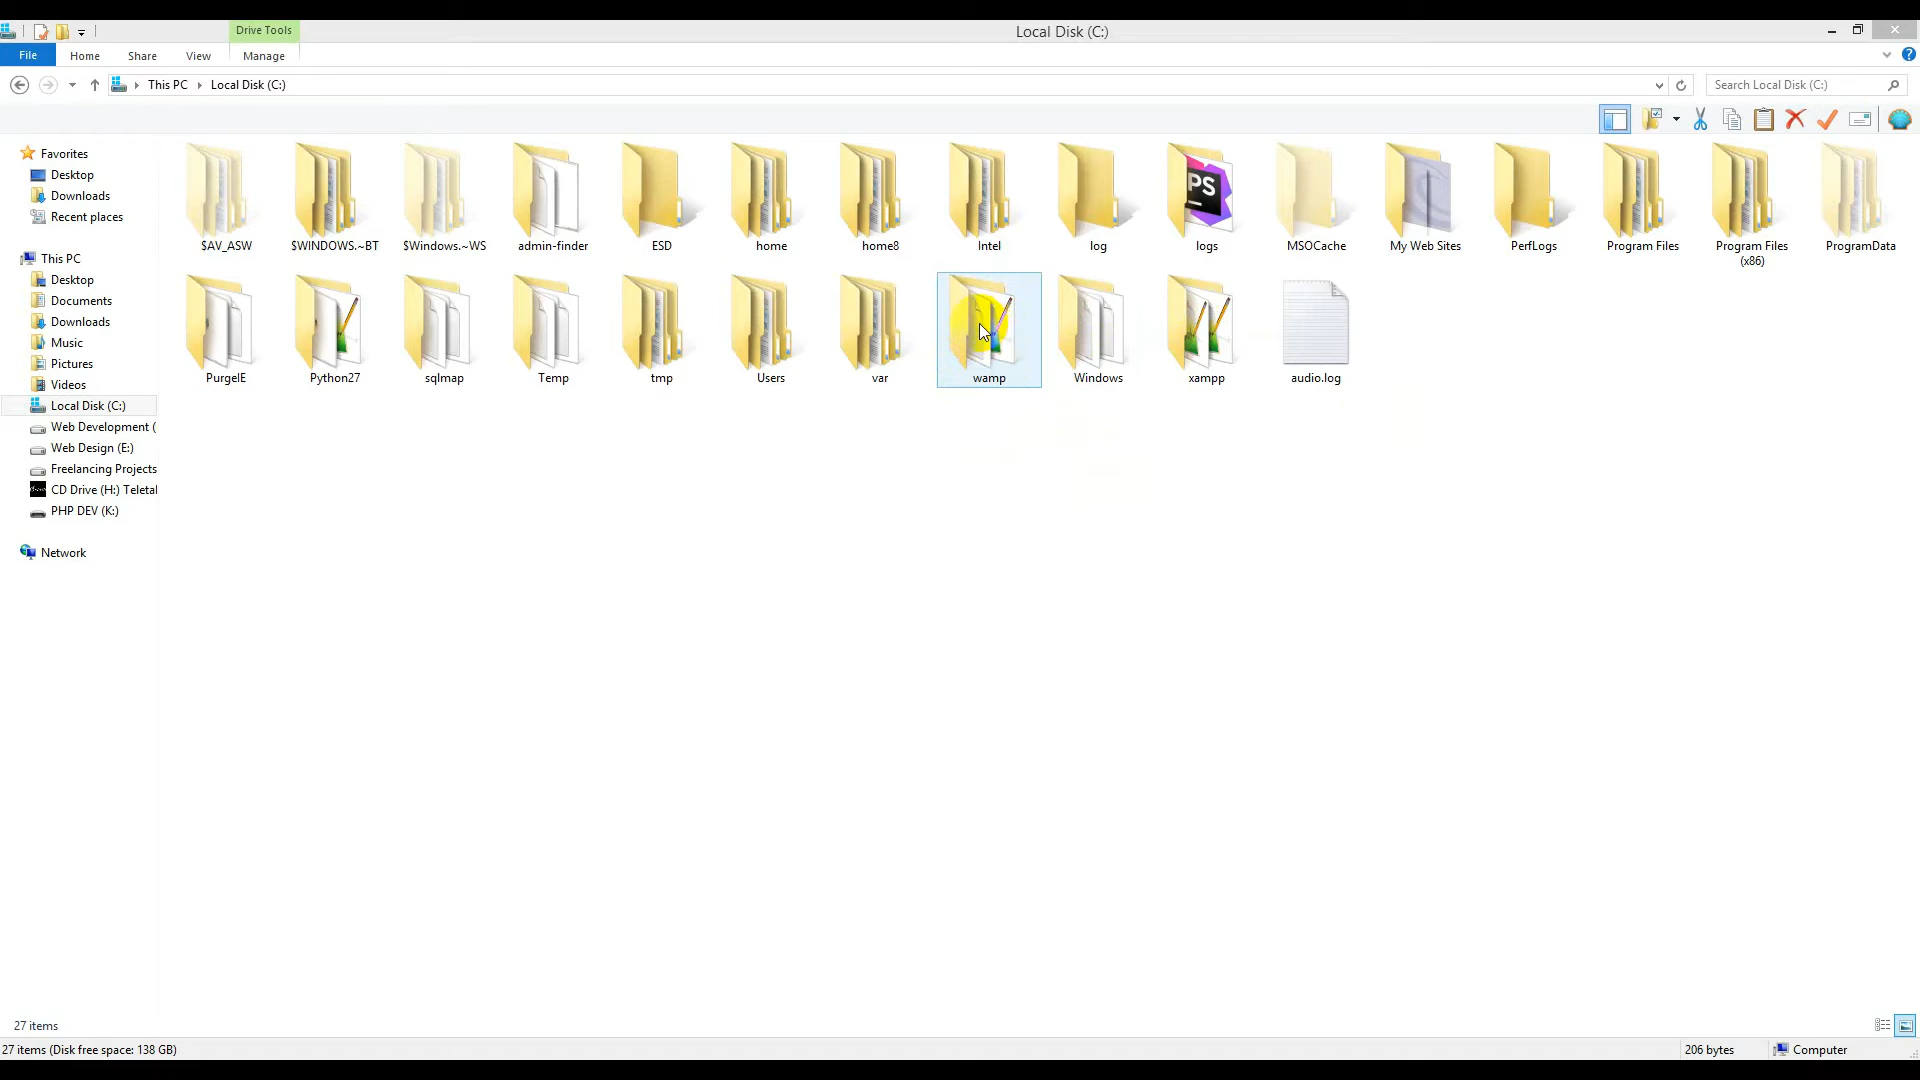 Drive Tools
Local Disk (C:)
File Home Share View Manage
This PC Local Disk (C:)
Search Local Disk (C:)
Favorites
Desktop
Downloads
Recent places
This PC
Desktop
Documents
Downloads
Music
Pictures
Videos
Local Disk (C:)
Web Development (
Web Design (E:)
Freelancing Projects
CD Drive (H:) Teletal
PHP DEV (K:)
Network
PS
$AV_ASW $WINDOWS.~BT $Windows.~WS admin-finder ESD home home8 Intel log logs MSOCache My Web Sites PerfLogs Program Files Program Files ProgramData
(x86)
PurgeIE Python27 sqlmap Temp tmp Users var wamp Windows xampp audio.log
27 items
27 items (Disk free space: 138 GB)
206 bytes
Computer